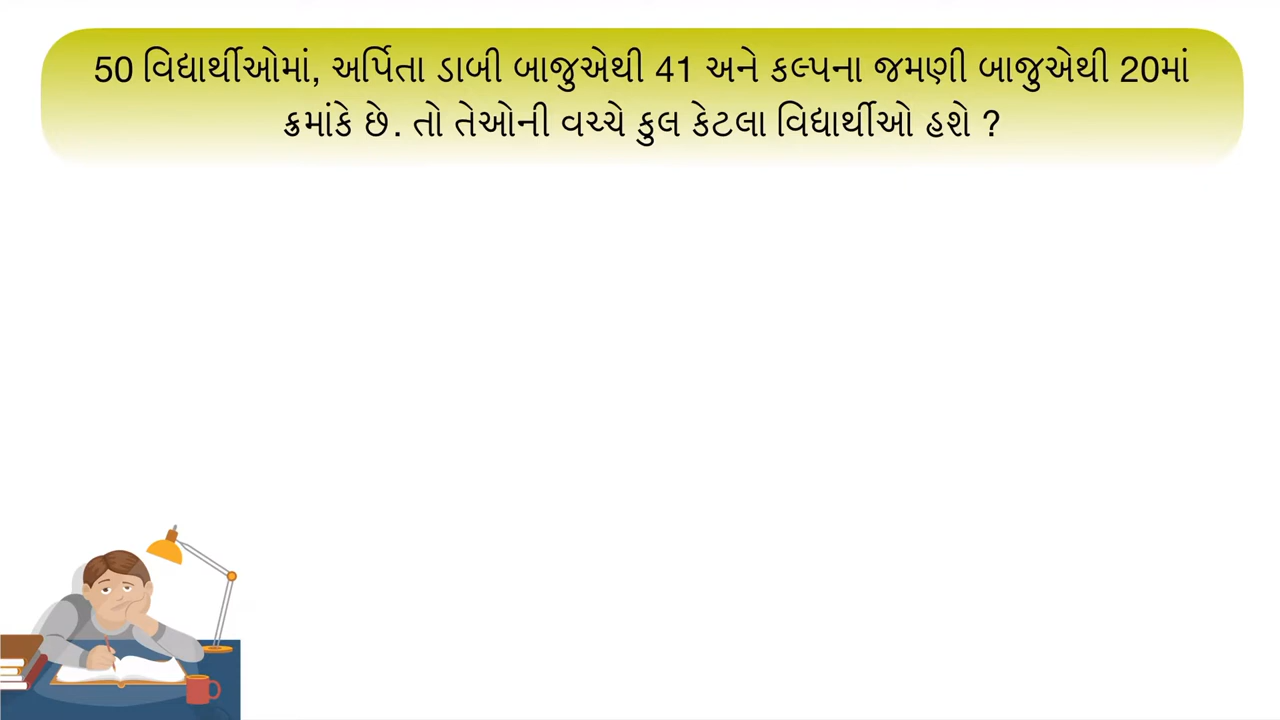 50 વિદ્યાર્થીઓમાં, અર્પિતા ડાબી બાજુએથી 41 અને કલ્પના જમણી બાજુએથી 20માં
ક્રમાંકે છે. તો તેઓની વચ્ચે કુલ કેટલા વિદ્યાર્થીઓ હશે ?